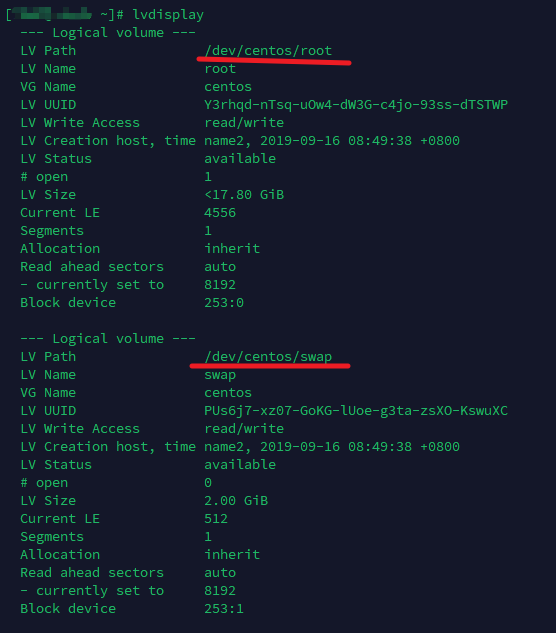 [ ~]# lvdisplay
--- Logical volume ---
LV Path /dev/centos/root
LV Name root
VG Name centos
LV UUID Y3rhqd-nTsq-uOw4-dW3G-c4jo-93ss-dTSTWP
LV Write Access read/write
LV Creation host, time name2, 2019-09-16 08:49:38 +0800
LV Status available
# open 1
LV Size <17.80 GiB
Current LE 4556
Segments 1
Allocation inherit
Read ahead sectors auto
- currently set to 8192
Block device 253:0
--- Logical volume ---
LV Path /dev/centos/swap
LV Name swap
VG Name centos
LV UUID PUs6j7-xz07-GoKG-lUoe-g3ta-zsXO-KswuXC
LV Write Access read/write
LV Creation host, time name2, 2019-09-16 08:49:38 +0800
LV Status available
# open 0
LV Size 2.00 GiB
Current LE 512
Segments 1
Allocation inherit
Read ahead sectors auto
- currently set to 8192
Block device 253:1